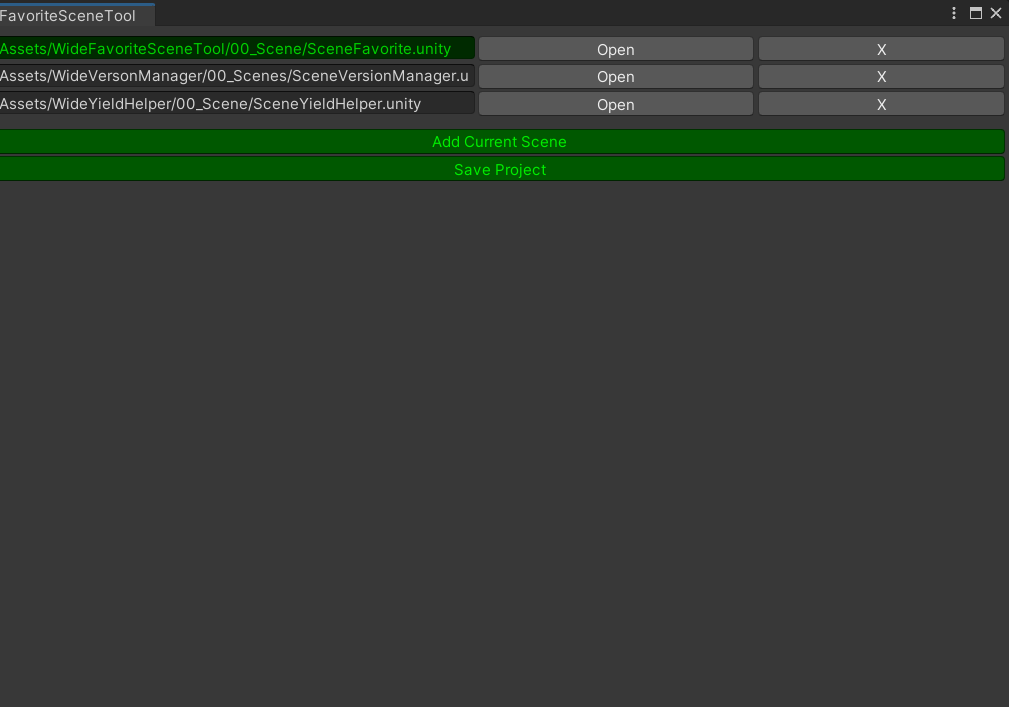 FavoriteSceneTool
Assets/WideFavoriteSceneTool/00_Scene/SceneFavorite.unity Open X
Assets/WideVersonManager/00_Scenes/SceneVersionManager.u Open X
Assets/WideYieldHelper/00_Scene/SceneYieldHelper.unity Open X
Add Current Scene
Save Project